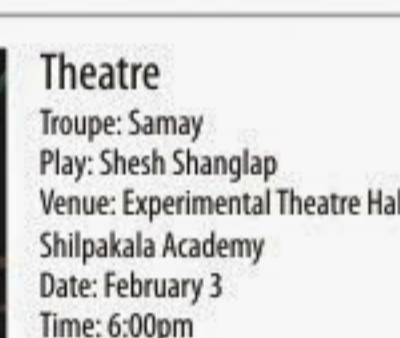 Theatre
Troupe: Samay
Play: Shesh Shanglap
Venue: Experimental Theatre Hal
Shilpakala Academy
Date: February 3
Time: 6:00pm